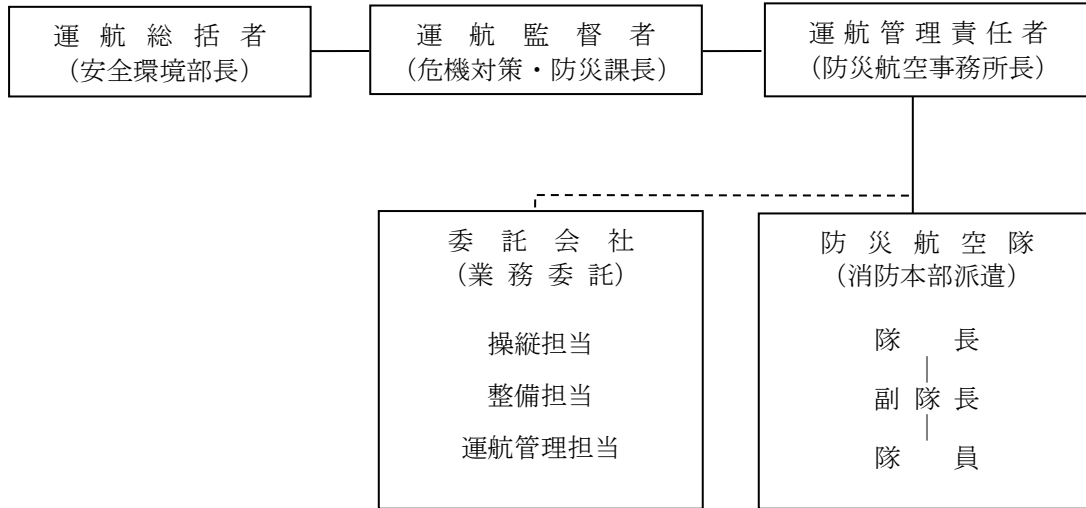 運航総括者
（安全環境部長）
運航監督者
（危機対策・防災課長）
運航管理責任者
（防災航空事務所長）
委託会社
（業務委託）
操縦担当
整備担当
運航管理担当
防災航空隊
（消防本部派遣）
隊長
副隊長
隊員